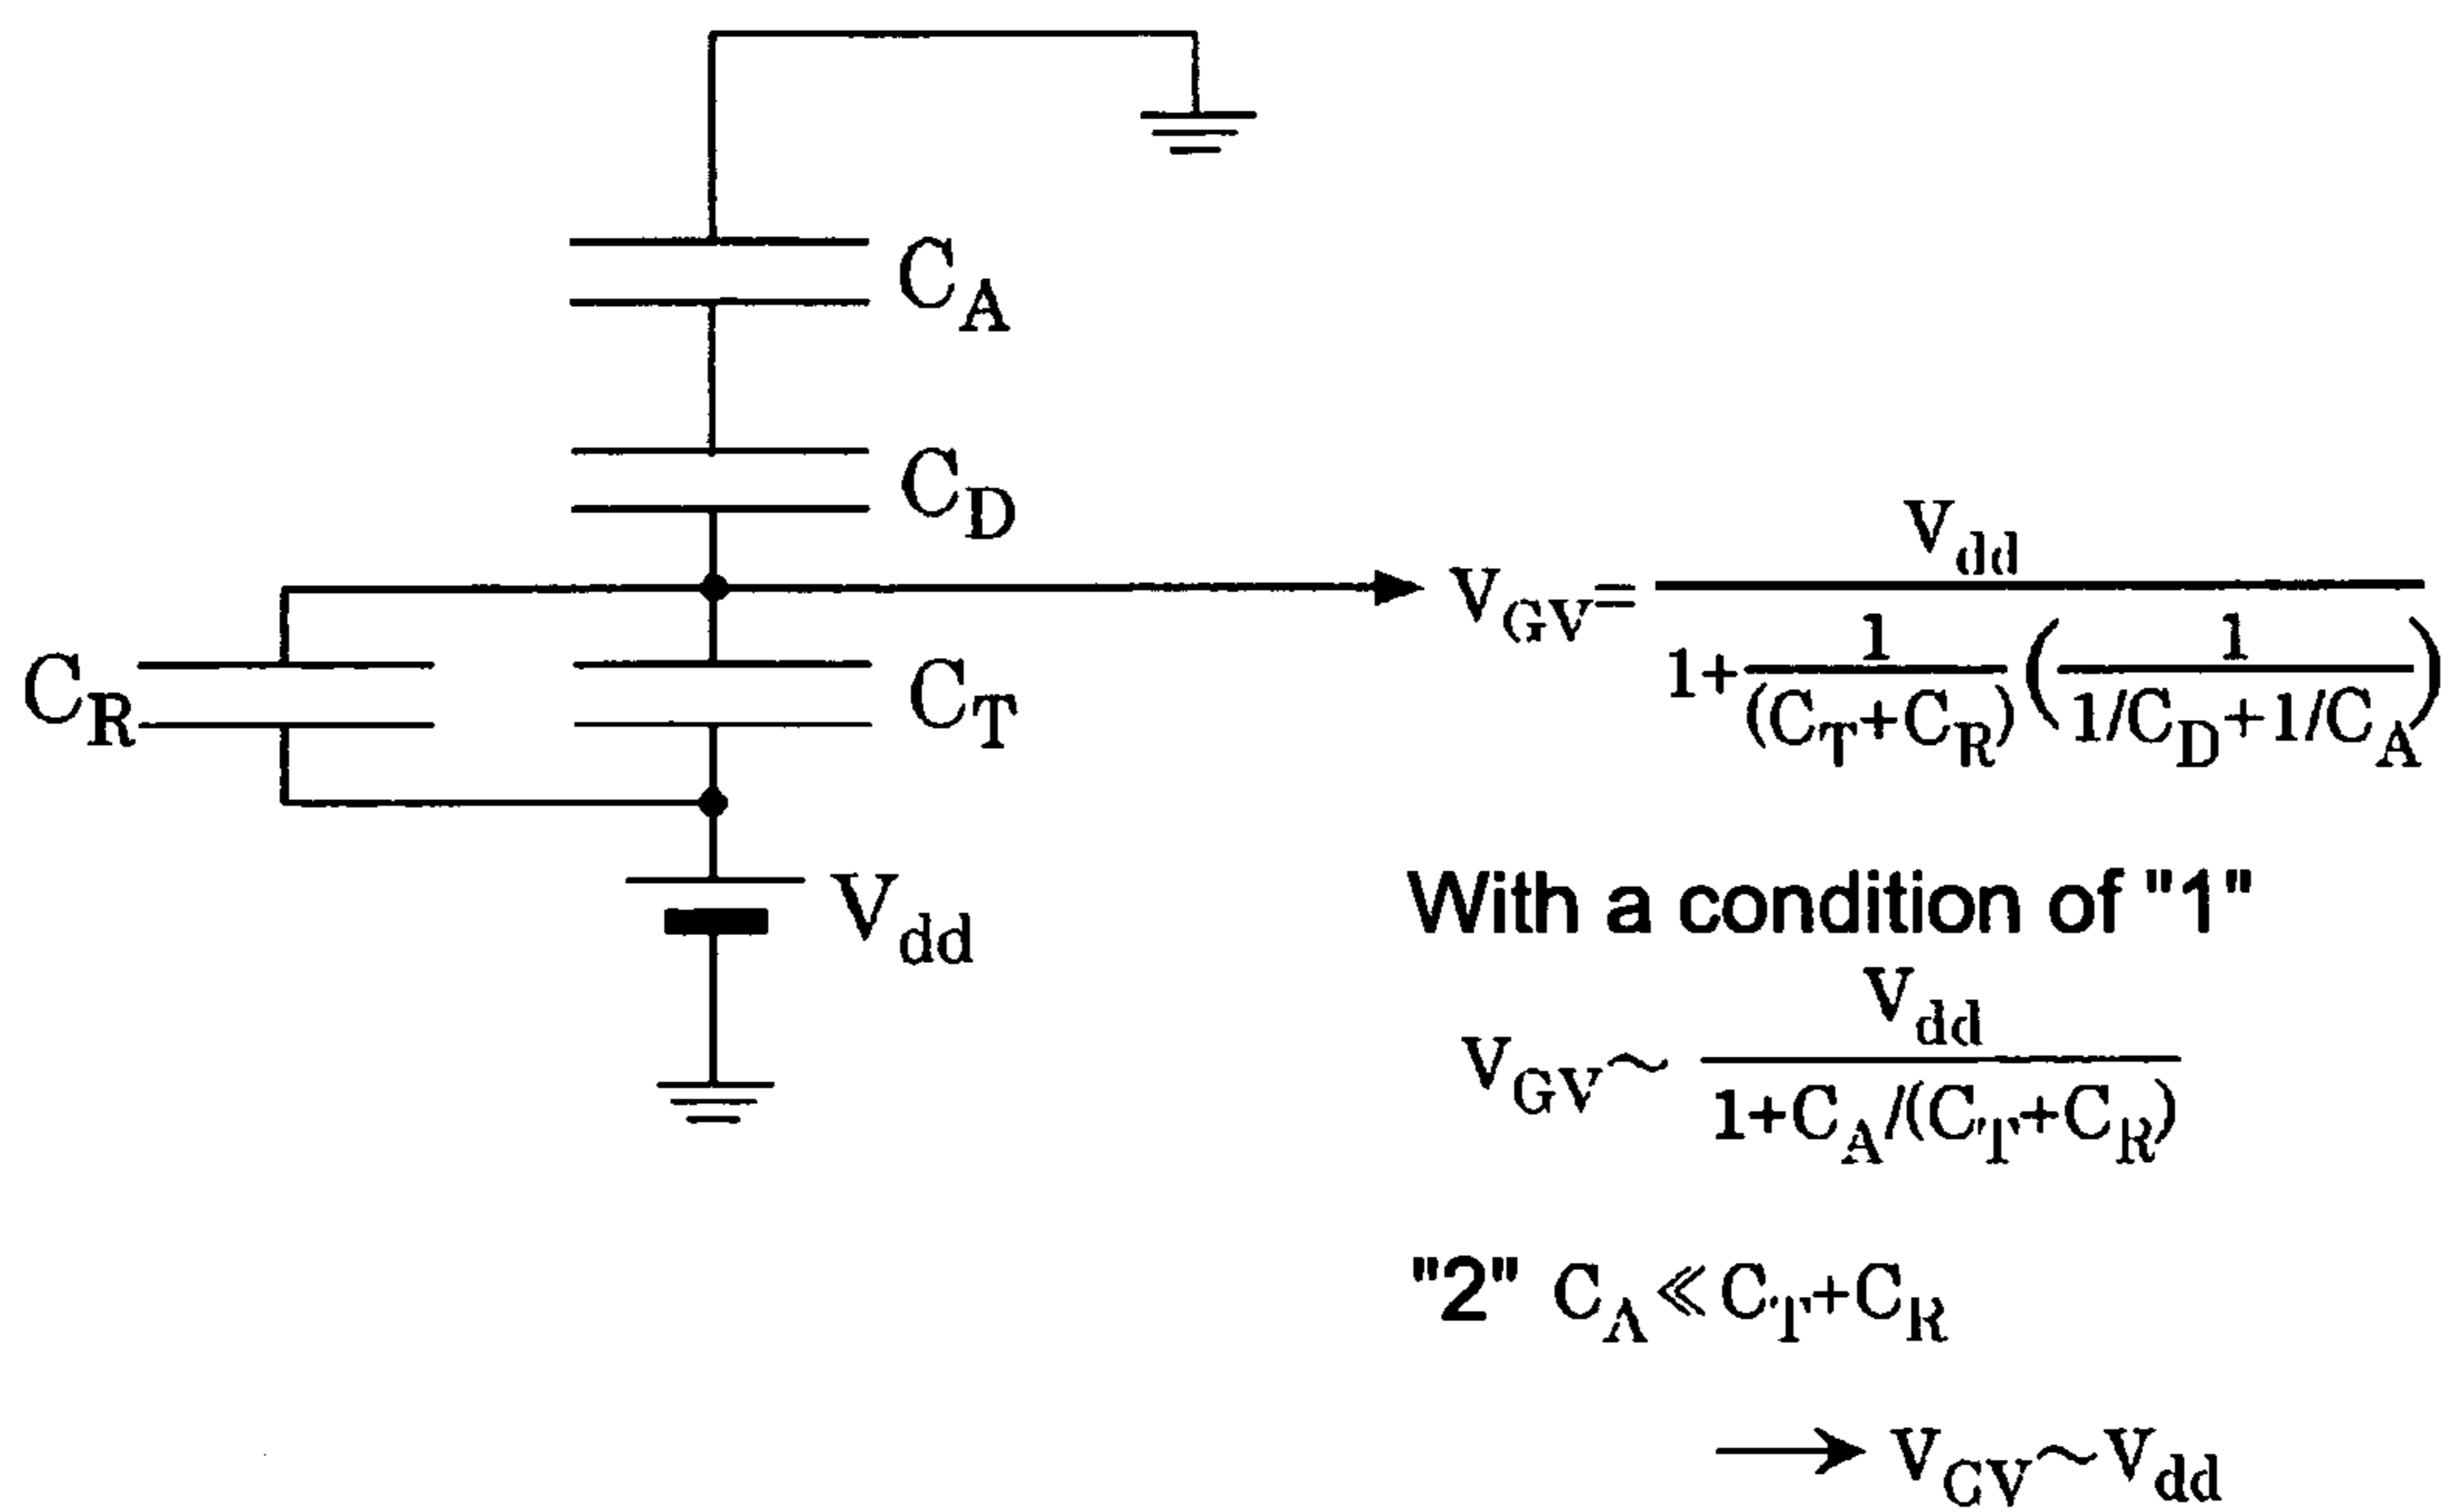 C_A
C_D
C_R
C_T
V_dd
V_GV= V_dd / (1+ 1/(C_T+C_R) (1/(1/C_D+1/C_A)))
With a condition of "1"
V_GV~ V_dd / (1+C_A/(C_T+C_R))
"2" C_A≪C_T+C_R
→ V_CV~V_dd